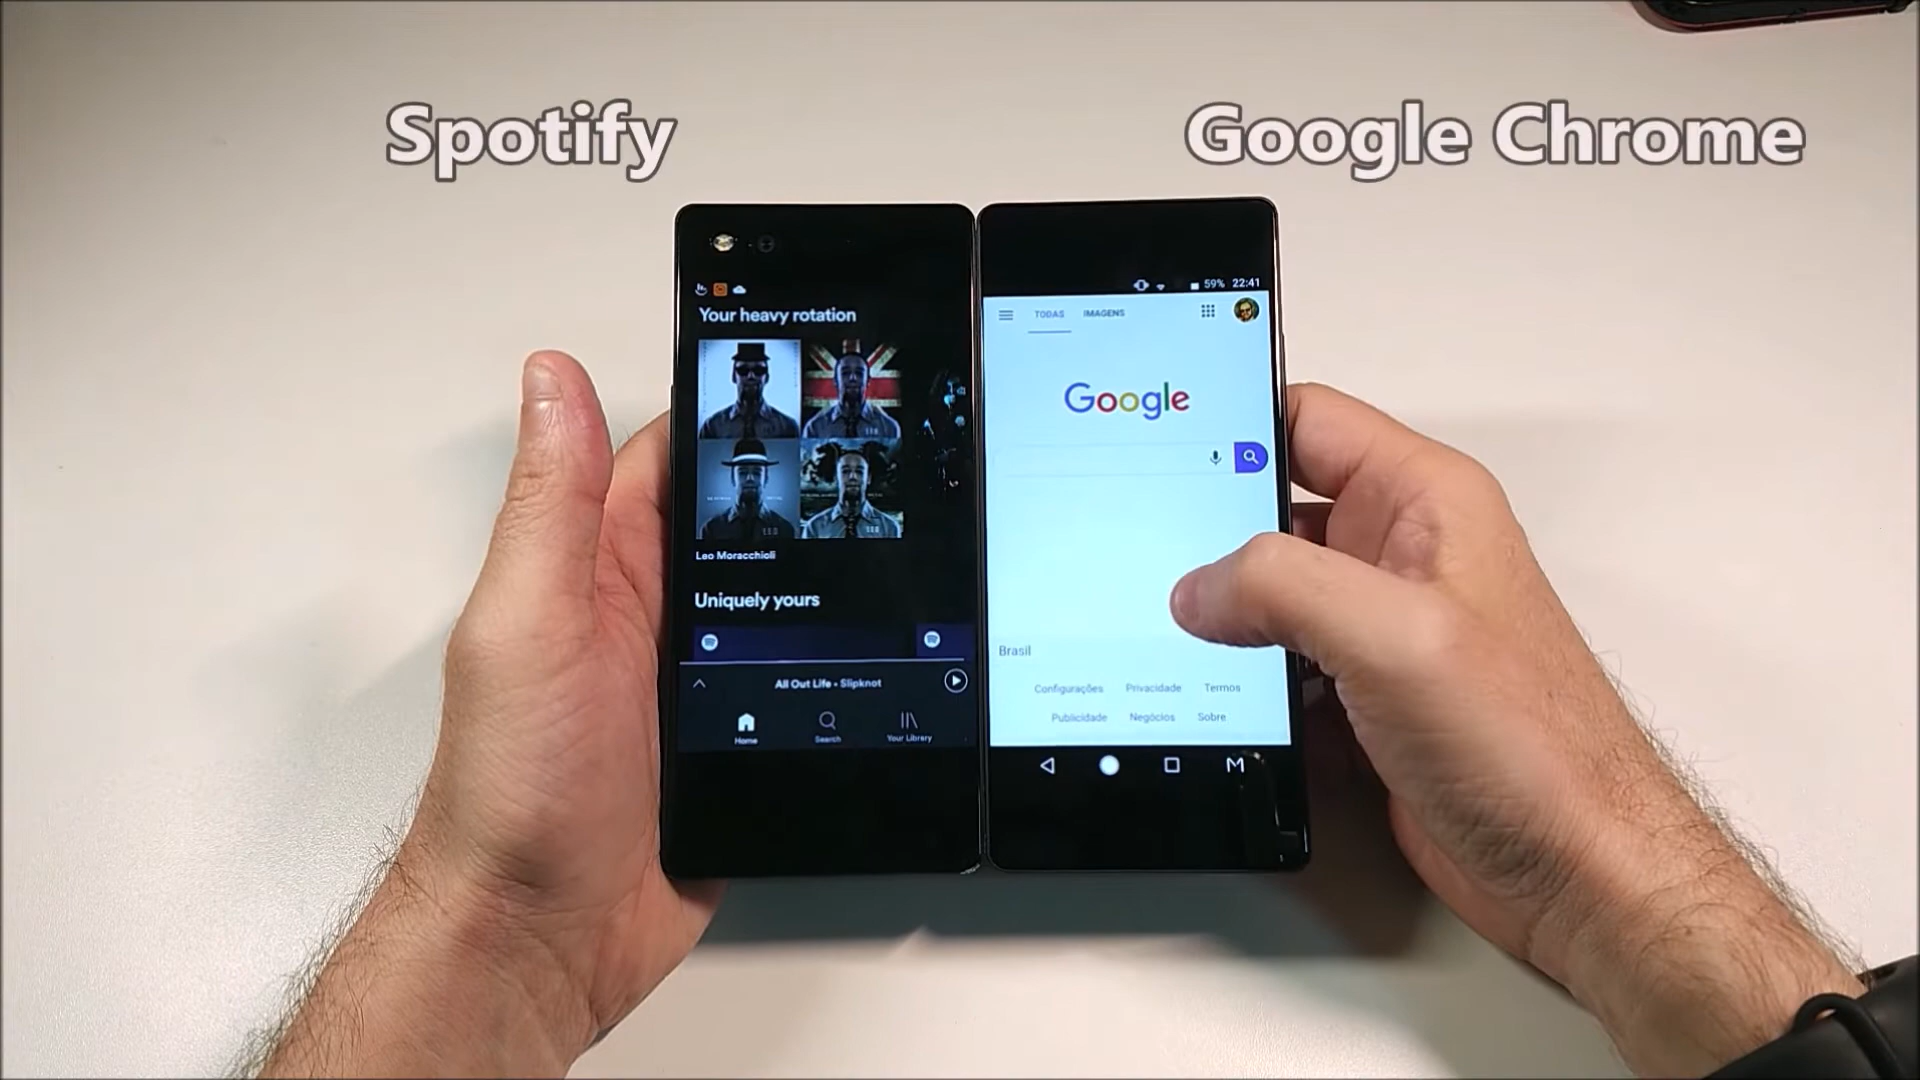 Spotify
Google Chrome
Your heavy rotation
Leo Moracchioli
Uniquely yours
All Out Life • Slipknot
Home
Search
Your Library
59% 22:41
TODAS
IMAGENS
Google
Brasil
Configurações
Privacidade
Termos
Publicidade
Negócios
Sobre